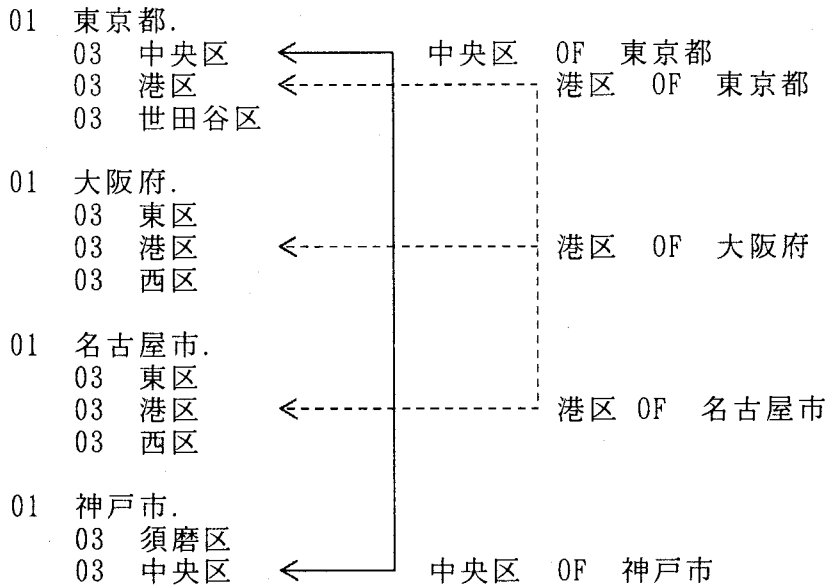 01 東京都.
03 中央区 中央区 OF 東京都
03 港区 港区 OF 東京都
03 世田谷区
01 大阪府.
03 東区
03 港区 港区 OF 大阪府
03 西区
01 名古屋市.
03 東区
03 港区 港区 OF 名古屋市
03 西区
01 神戸市.
03 須磨区
03 中央区 中央区 OF 神戸市